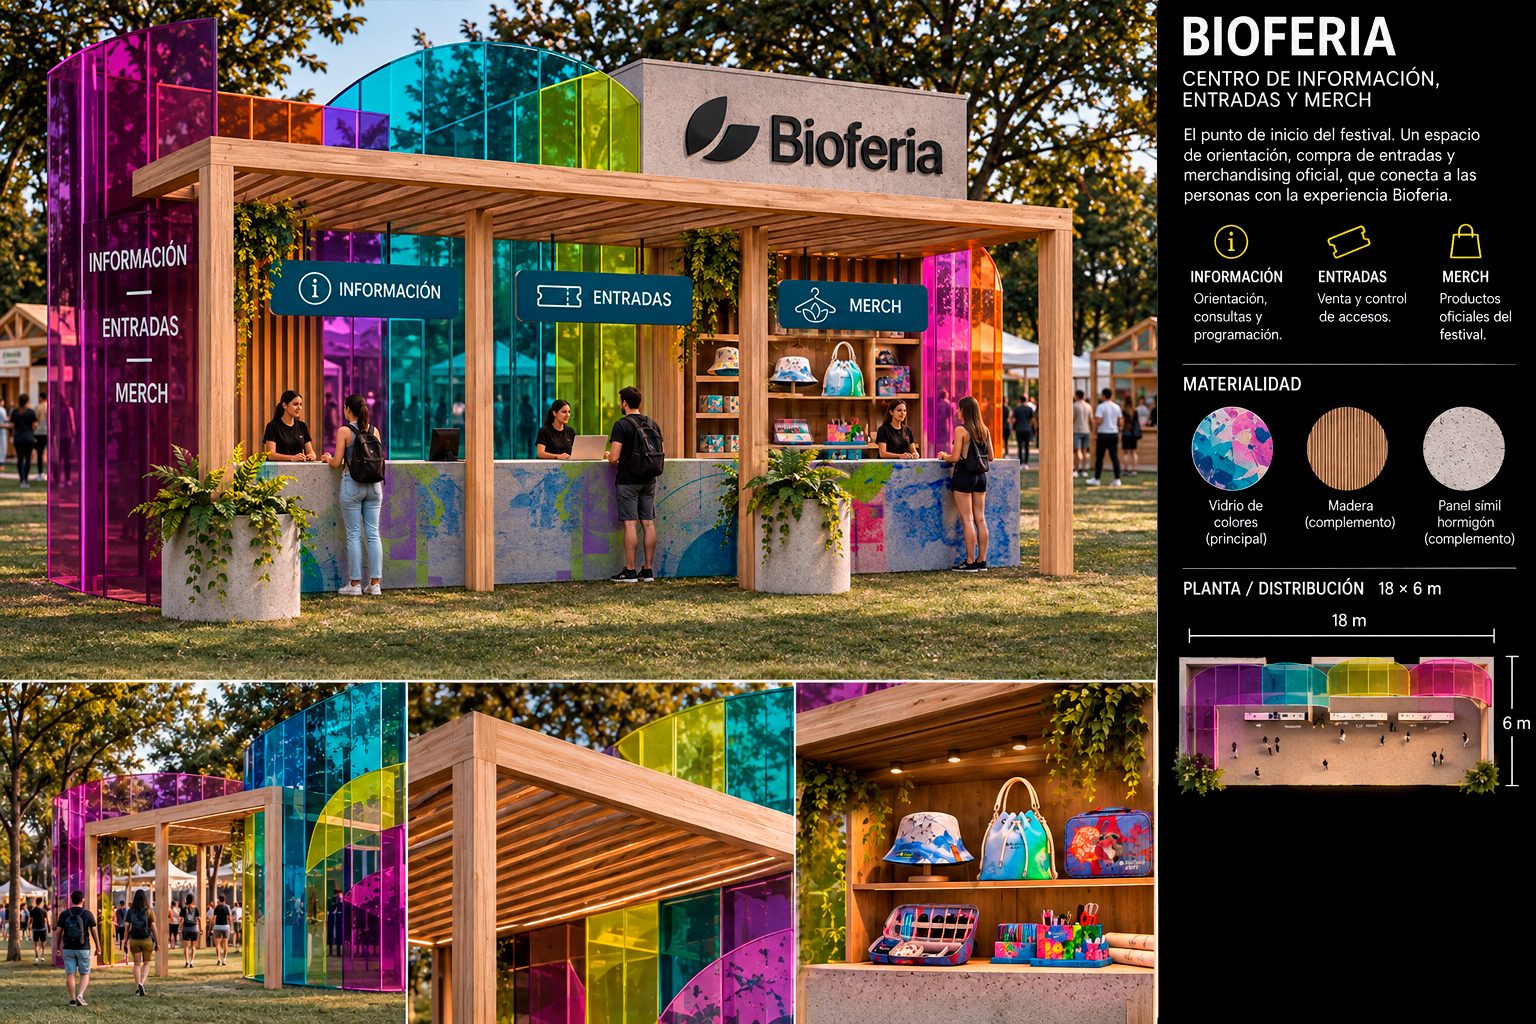 Bioferia
INFORMACIÓN
ENTRADAS
MERCH
INFORMACIÓN
ENTRADAS
MERCH
BIOFERIA
CENTRO DE INFORMACIÓN,
ENTRADAS Y MERCH
El punto de inicio del festival. Un espacio
de orientación, compra de entradas y
merchandising oficial, que conecta a las
personas con la experiencia Bioferia.
INFORMACIÓN
Orientación,
consultas y
programación.
ENTRADAS
Venta y control
de accesos.
MERCH
Productos
oficiales del
festival.
MATERIALIDAD
Vidrio de
colores
(principal)
Madera
(complemento)
Panel símil
hormigón
(complemento)
PLANTA / DISTRIBUCIÓN 18 × 6 m
18 m
6 m